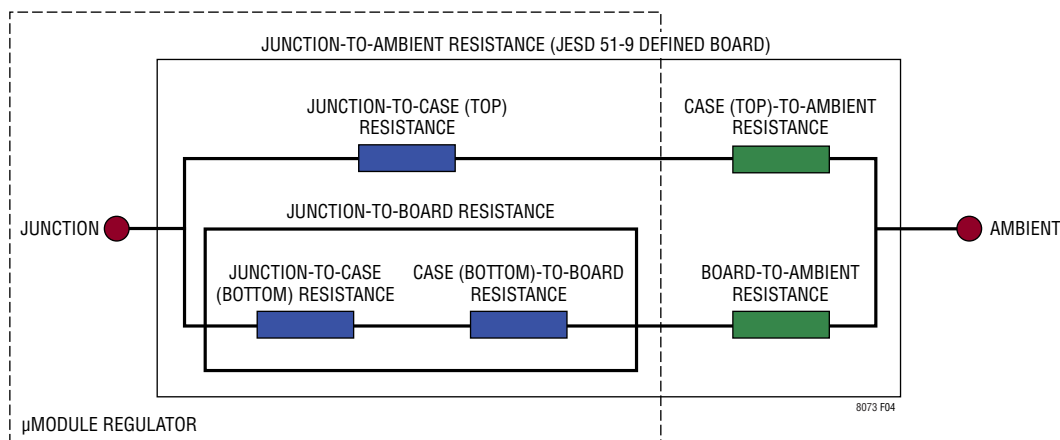 JUNCTION-TO-AMBIENT RESISTANCE (JESD 51-9 DEFINED BOARD)
JUNCTION-TO-CASE (TOP)
RESISTANCE
CASE (TOP)-TO-AMBIENT
RESISTANCE
JUNCTION-TO-BOARD RESISTANCE
JUNCTION
AMBIENT
JUNCTION-TO-CASE
(BOTTOM) RESISTANCE
CASE (BOTTOM)-TO-BOARD
RESISTANCE
BOARD-TO-AMBIENT
RESISTANCE
8073 F04
µMODULE REGULATOR